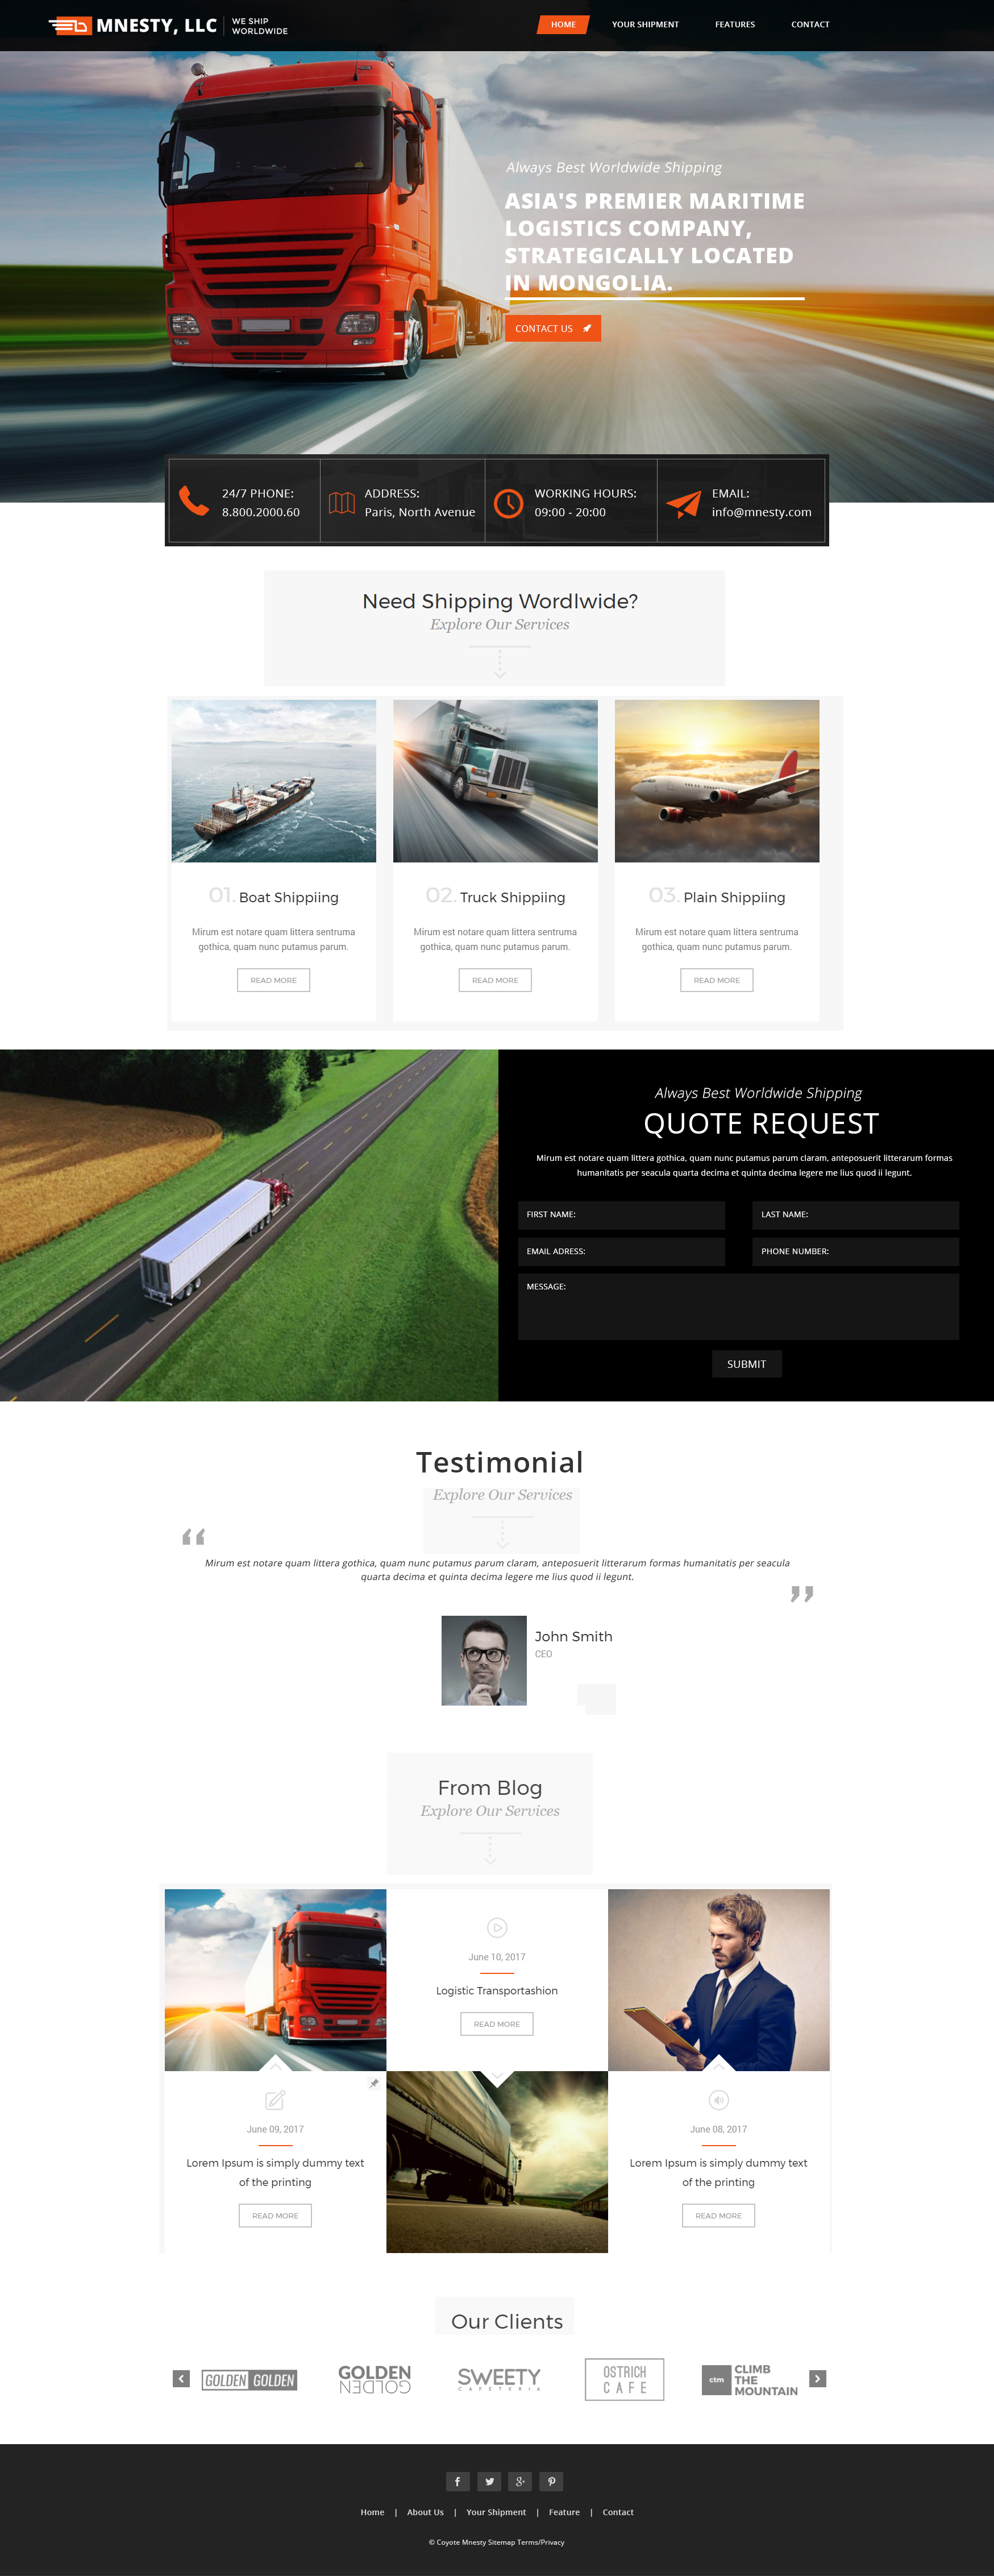 MNESTY, LLC
WE SHIP
WORLDWIDE
HOME
YOUR SHIPMENT
FEATURES
CONTACT
Always Best Worldwide Shipping
ASIA'S PREMIER MARITIME
LOGISTICS COMPANY,
STRATEGICALLY LOCATED
IN MONGOLIA.
CONTACT US
24/7 PHONE:
8.800.2000.60
ADDRESS:
Paris, North Avenue
WORKING HOURS:
09:00 - 20:00
EMAIL:
info@mnesty.com
Need Shipping Wordlwide?
Explore Our Services
01. Boat Shippiing
Mirum est notare quam littera sentruma
gothica, quam nunc putamus parum.
READ MORE
02. Truck Shippiing
Mirum est notare quam littera sentruma
gothica, quam nunc putamus parum.
READ MORE
03. Plain Shippiing
Mirum est notare quam littera sentruma
gothica, quam nunc putamus parum.
READ MORE
Always Best Worldwide Shipping
QUOTE REQUEST
Mirum est notare quam littera gothica, quam nunc putamus parum claram, anteposuerit litterarum formas
humanitatis per seacula quarta decima et quinta decima legere me lius quod ii legunt.
FIRST NAME:
LAST NAME:
EMAIL ADRESS:
PHONE NUMBER:
MESSAGE:
SUBMIT
Testimonial
Explore Our Services
“
Mirum est notare quam littera gothica, quam nunc putamus parum claram, anteposuerit litterarum formas humanitatis per seacula
quarta decima et quinta decima legere me lius quod ii legunt.
”
John Smith
CEO
From Blog
Explore Our Services
June 10, 2017
Logistic Transportashion
READ MORE
June 09, 2017
Lorem Ipsum is simply dummy text
of the printing
READ MORE
June 08, 2017
Lorem Ipsum is simply dummy text
of the printing
READ MORE
Our Clients
GOLDEN GOLDEN
GOLDEN
GOLDEN
SWEETY
CAFETERIA
OSTRICH
CAFE
ctm
CLIMB
THE
MOUNTAIN
Home | About Us | Your Shipment | Feature | Contact
© Coyote Mnesty Sitemap Terms/Privacy